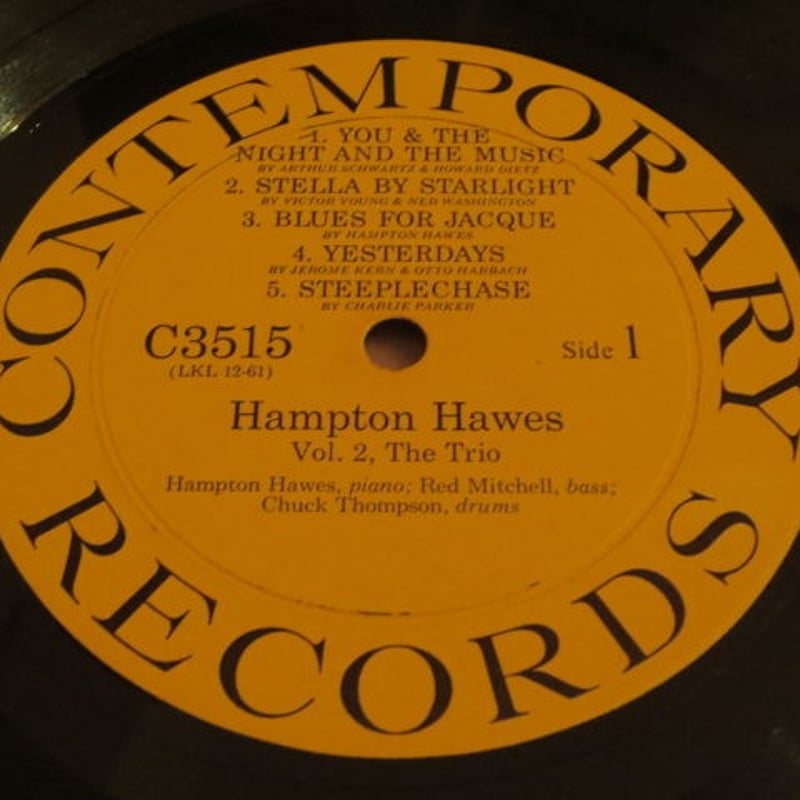 CONTEMPORARY
1. YOU & THE
NIGHT AND THE MUSIC
BY ARTHUR SCHWARTZ & HOWARD DIETZ
2. STELLA BY STARLIGHT
BY VICTOR YOUNG & NED WASHINGTON
3. BLUES FOR JACQUE
BY HAMPTON HAWES
4. YESTERDAYS
BY JEROME KERN & OTTO HARBACH
5. STEEPLECHASE
BY CHARLIE PARKER
C3515 Side 1
(LKL 12-61)
Hampton Hawes
Vol. 2, The Trio
Hampton Hawes, piano; Red Mitchell, bass;
Chuck Thompson, drums
RECORDS